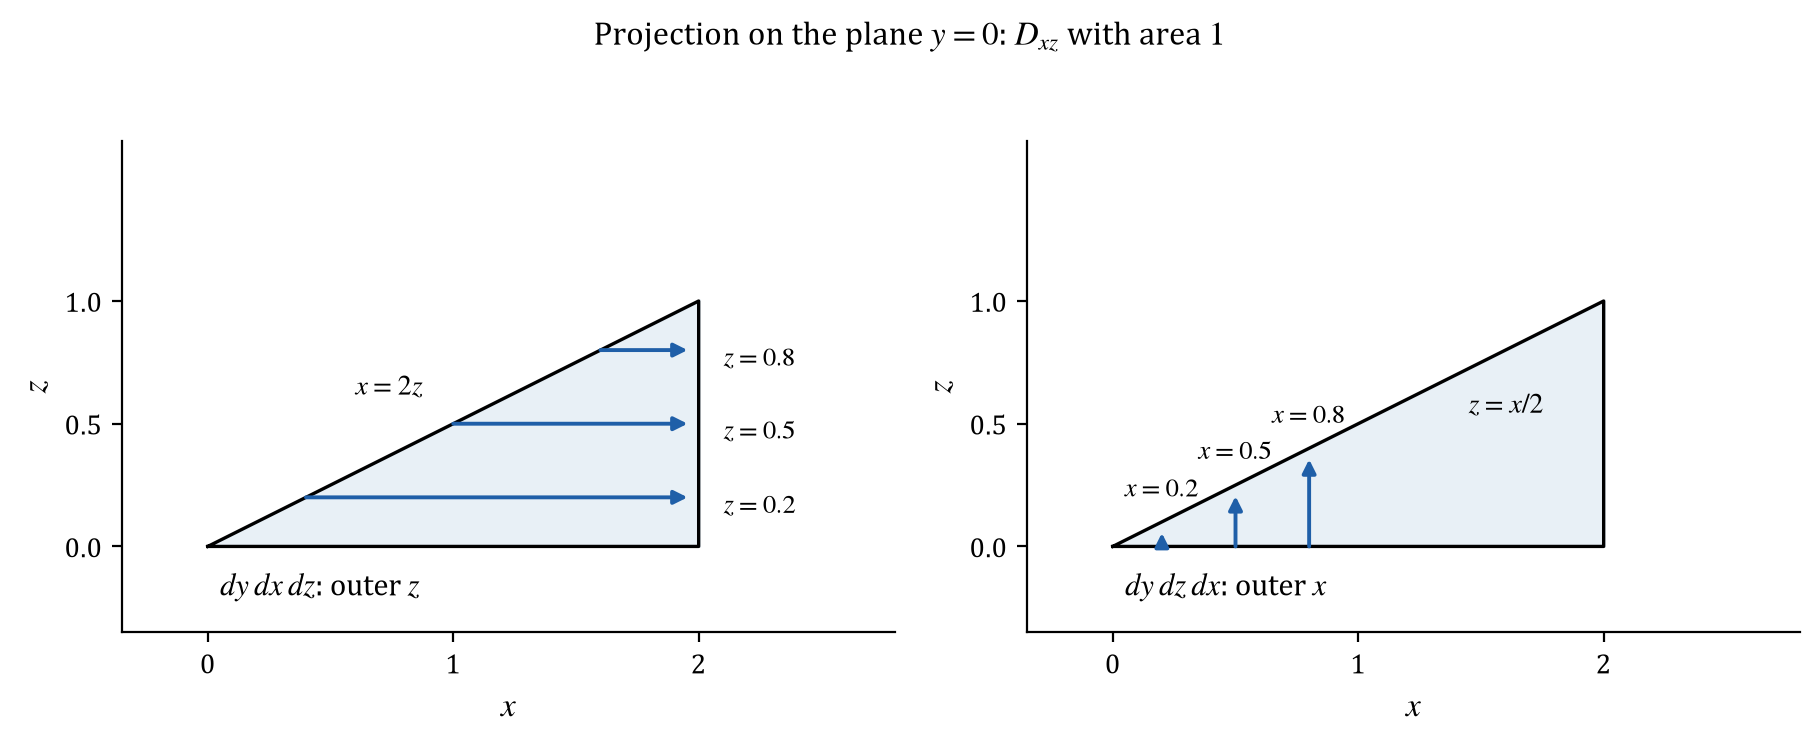 Projection on the plane y = 0: D_xz with area 1
z
1.0
0.5
0.0
x = 2z
z = 0.8
z = 0.5
z = 0.2
dy dx dz: outer z
0
1
2
x
z
1.0
0.5
0.0
x = 0.8
x = 0.5
x = 0.2
z = x/2
dy dz dx: outer x
0
1
2
x